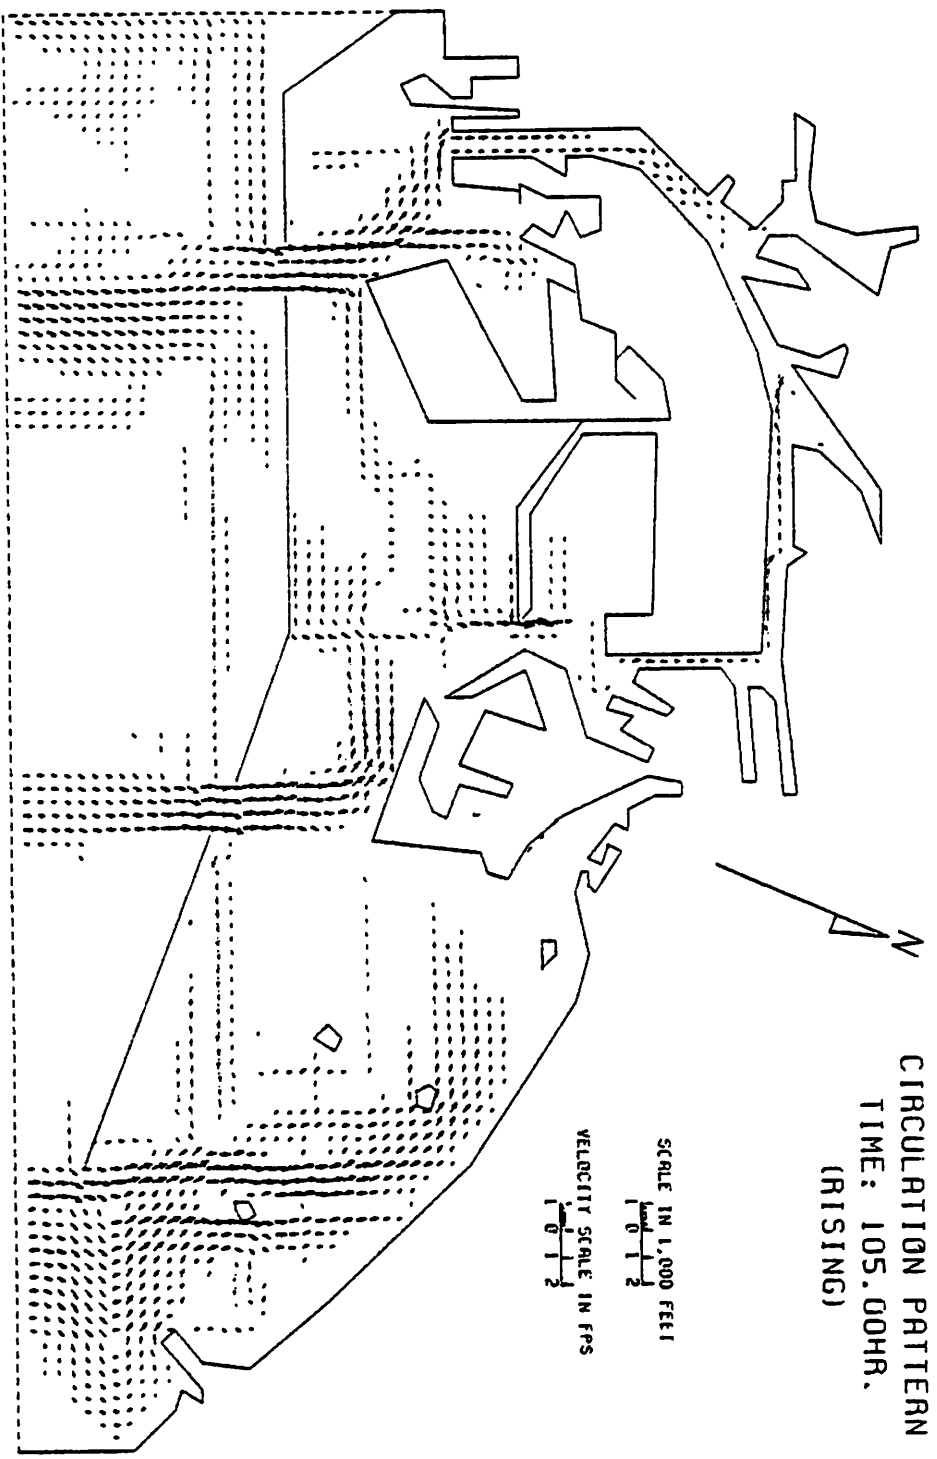 CIRCULATION PATTERN
TIME: 105.00HR.
(RISING)
N
SCALE IN 1,000 FEET
1 0 1 2
VELOCITY SCALE IN FPS
1 0 1 2